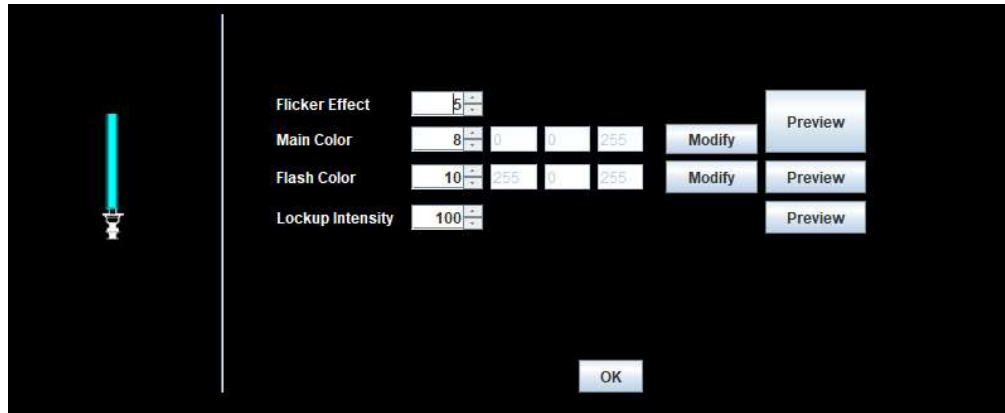 Flicker Effect 5 Preview
Main Color 8 0 0 255 Modify
Flash Color 10 255 0 255 Modify Preview
Lockup Intensity 100 Preview
OK